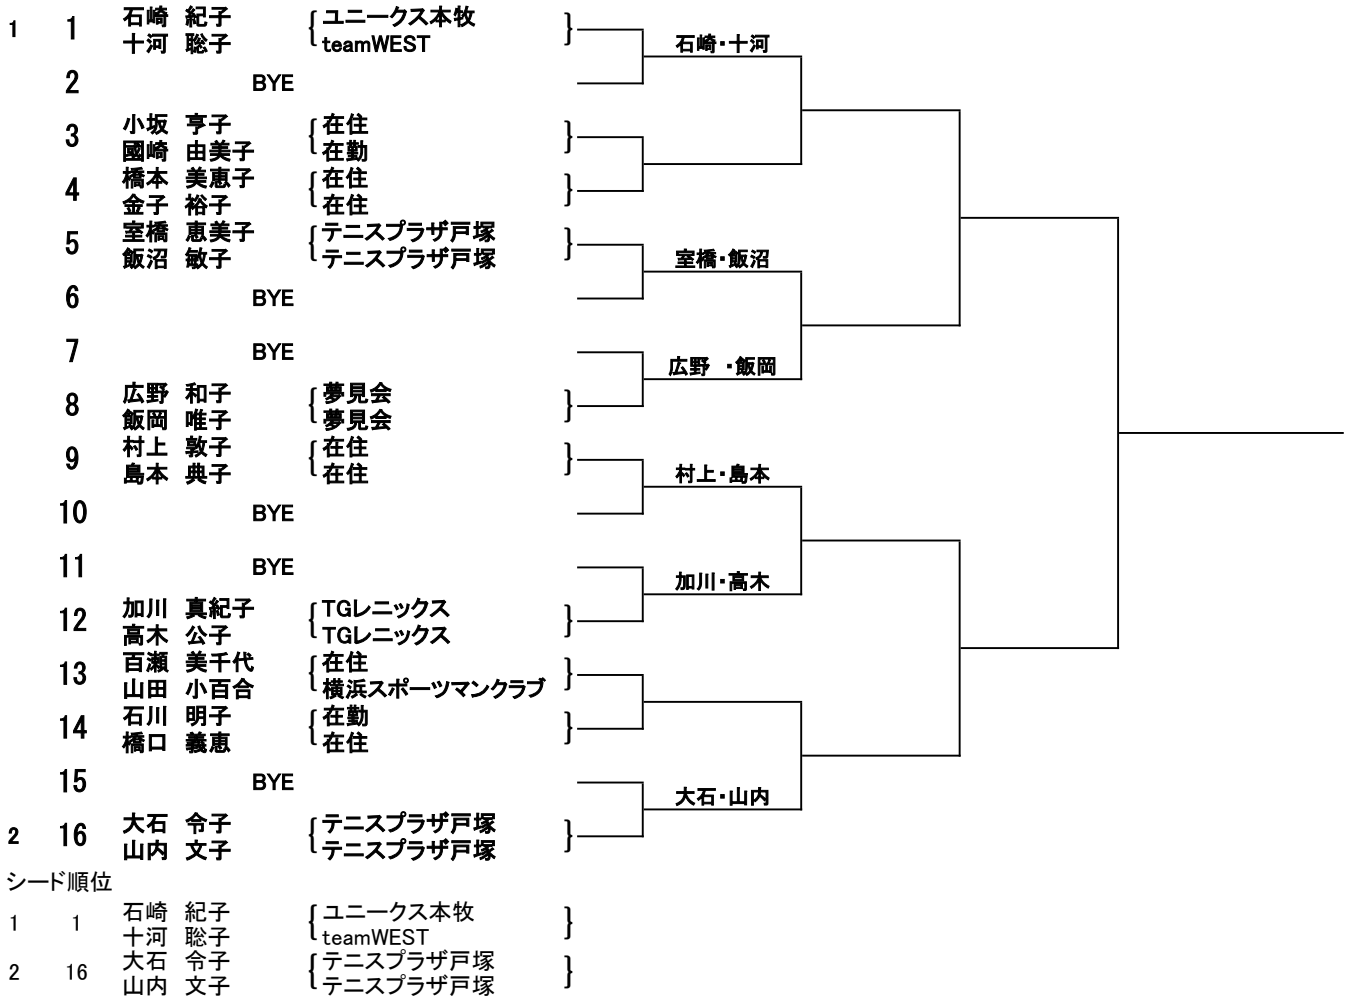 1 1 石崎 紀子 { ユニークス本牧 }
十河 聡子 teamWEST
石崎・十河
2 BYE
3 小坂 亨子 { 在住 }
國崎 由美子 在勤
4 橋本 美恵子 { 在住 }
金子 裕子 在住
5 室橋 恵美子 { テニスプラザ戸塚 }
飯沼 敏子 テニスプラザ戸塚
室橋・飯沼
6 BYE
7 BYE
広野 ・飯岡
8 広野 和子 { 夢見会 }
飯岡 唯子 夢見会
9 村上 敦子 { 在住 }
島本 典子 在住
村上・島本
10 BYE
11 BYE
加川・高木
12 加川 真紀子 { TGレニックス }
高木 公子 TGレニックス
13 百瀬 美千代 { 在住 }
山田 小百合 横浜スポーツマンクラブ
14 石川 明子 { 在勤 }
橋口 義恵 在住
15 BYE
大石・山内
2 16 大石 令子 { テニスプラザ戸塚 }
山内 文子 テニスプラザ戸塚
シード順位
1 1 石崎 紀子 { ユニークス本牧 }
十河 聡子 teamWEST
2 16 大石 令子 { テニスプラザ戸塚 }
山内 文子 テニスプラザ戸塚